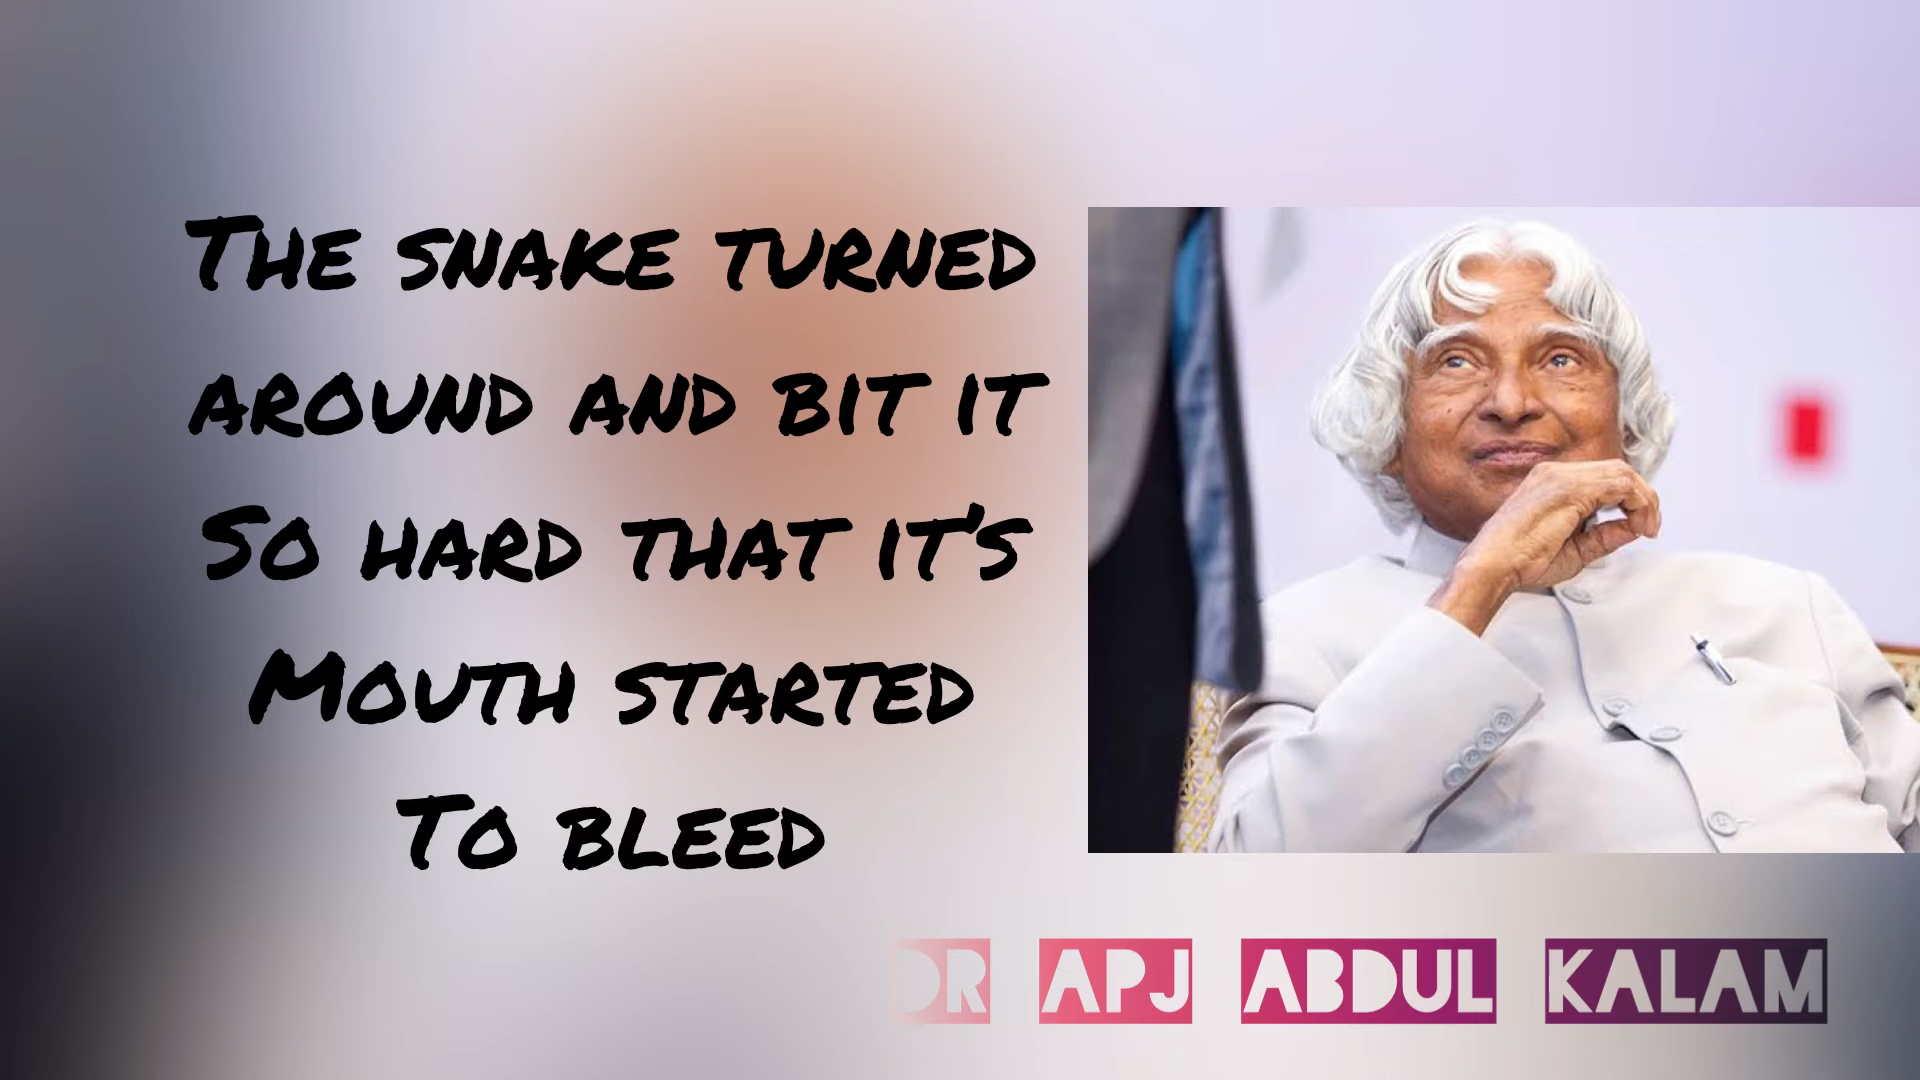 The snake turned
around and bit it
So hard that it's
Mouth started
To bleed
DR APJ ABDUL KALAM